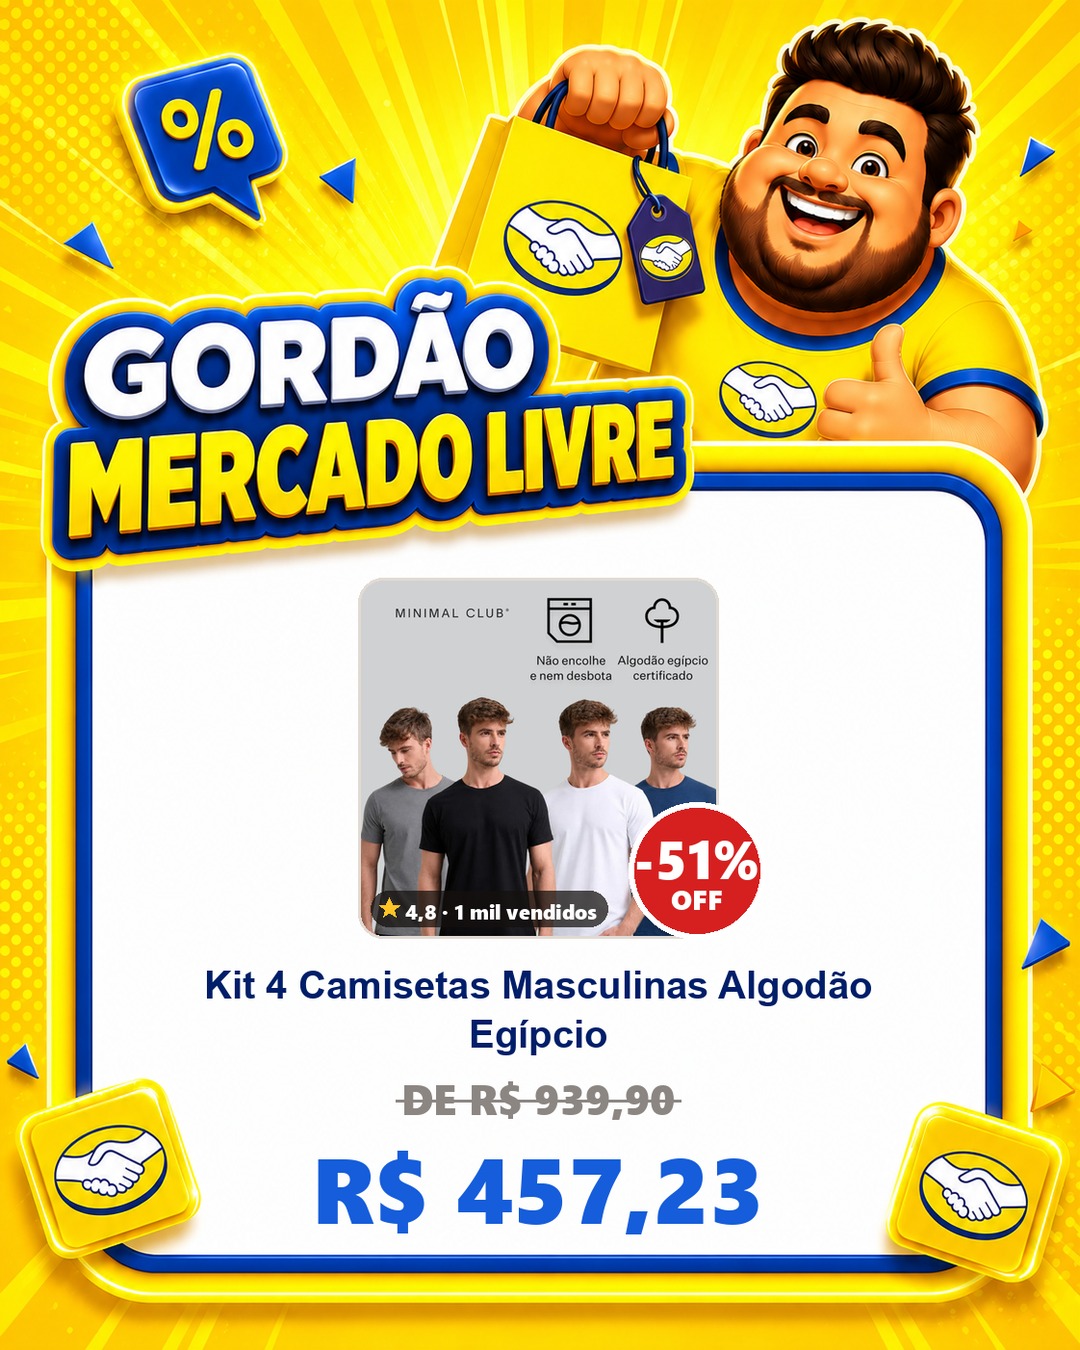 %
GORDÃO
MERCADO LIVRE
MINIMAL CLUB®
Não encolhe
e nem desbota
Algodão egípcio
certificado
4,8 · 1 mil vendidos
-51%
OFF
Kit 4 Camisetas Masculinas Algodão
Egípcio
DE R$ 939,90
R$ 457,23